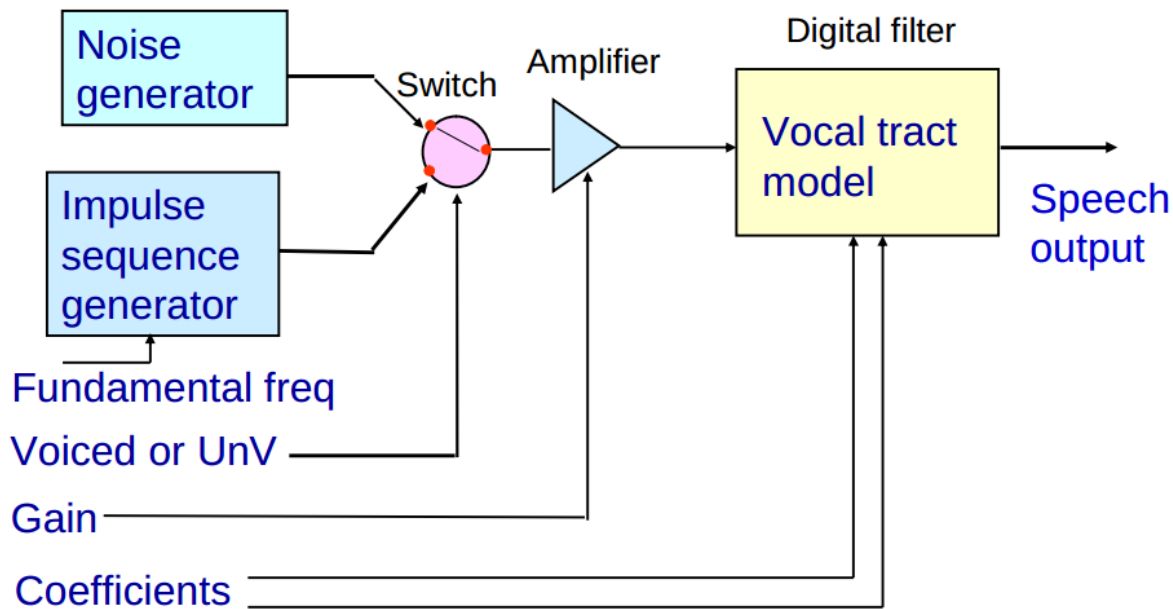 Noise
generator
Switch
Amplifier
Digital filter
Vocal tract
model
Impulse
sequence
generator
Speech
output
Fundamental freq
Voiced or UnV
Gain
Coefficients